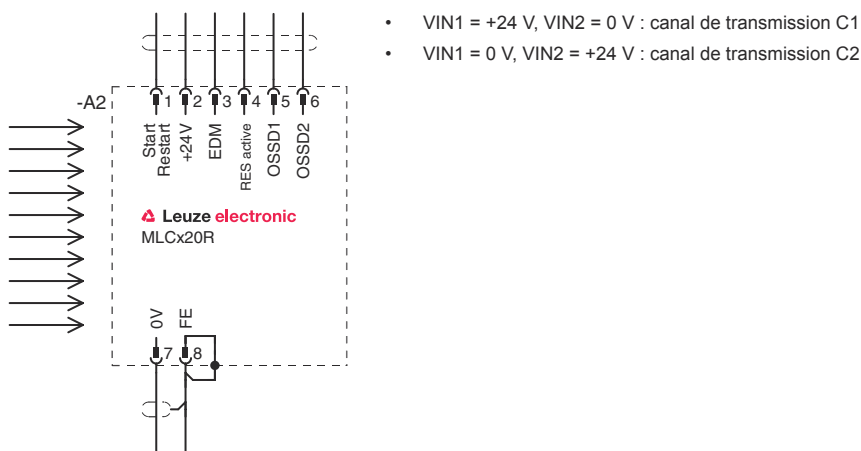 • VIN1 = +24 V, VIN2 = 0 V : canal de transmission C1
• VIN1 = 0 V, VIN2 = +24 V : canal de transmission C2
-A2
1 2 3 4 5 6
Start
Restart
+24V
EDM
RES active
OSSD1
OSSD2
Leuze electronic
MLCx20R
0V
FE
7 8